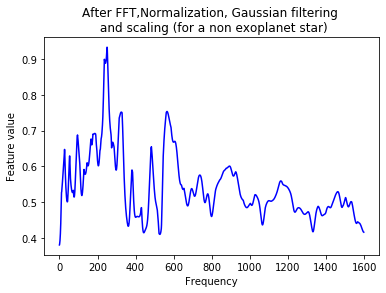 After FFT,Normalization, Gaussian filtering
and scaling (for a non exoplanet star)
Feature value
0.9
0.8
0.7
0.6
0.5
0.4
0 200 400 600 800 1000 1200 1400 1600
Frequency